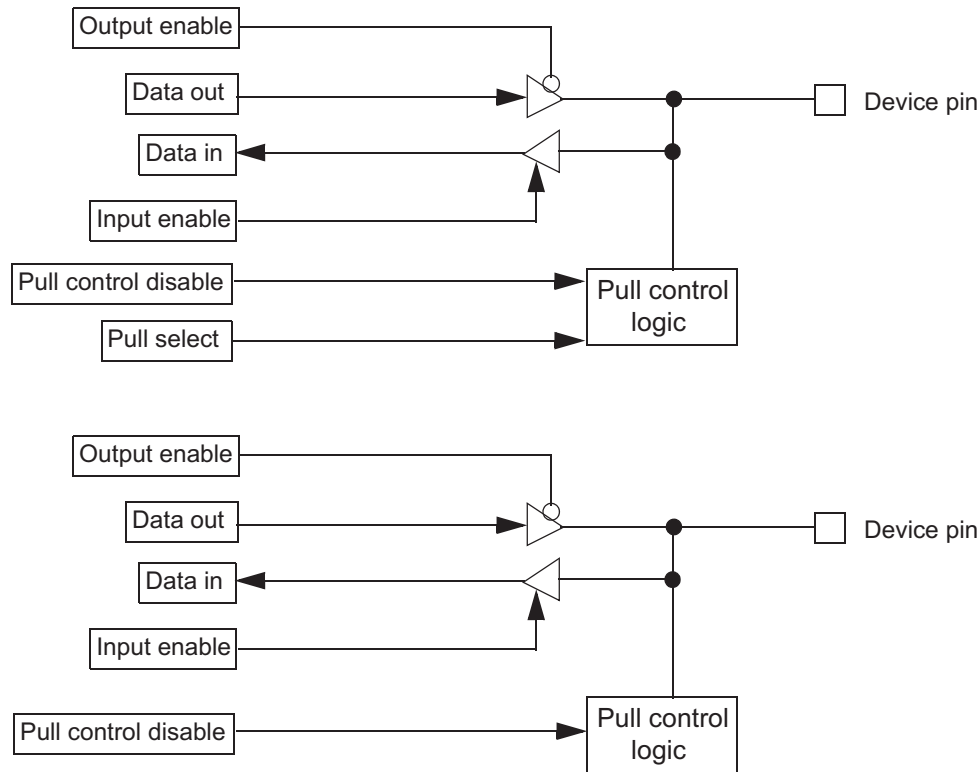 Output enable
Data out
Device pin
Data in
Input enable
Pull control disable
Pull control
logic
Pull select
Output enable
Data out
Device pin
Data in
Input enable
Pull control disable
Pull control
logic